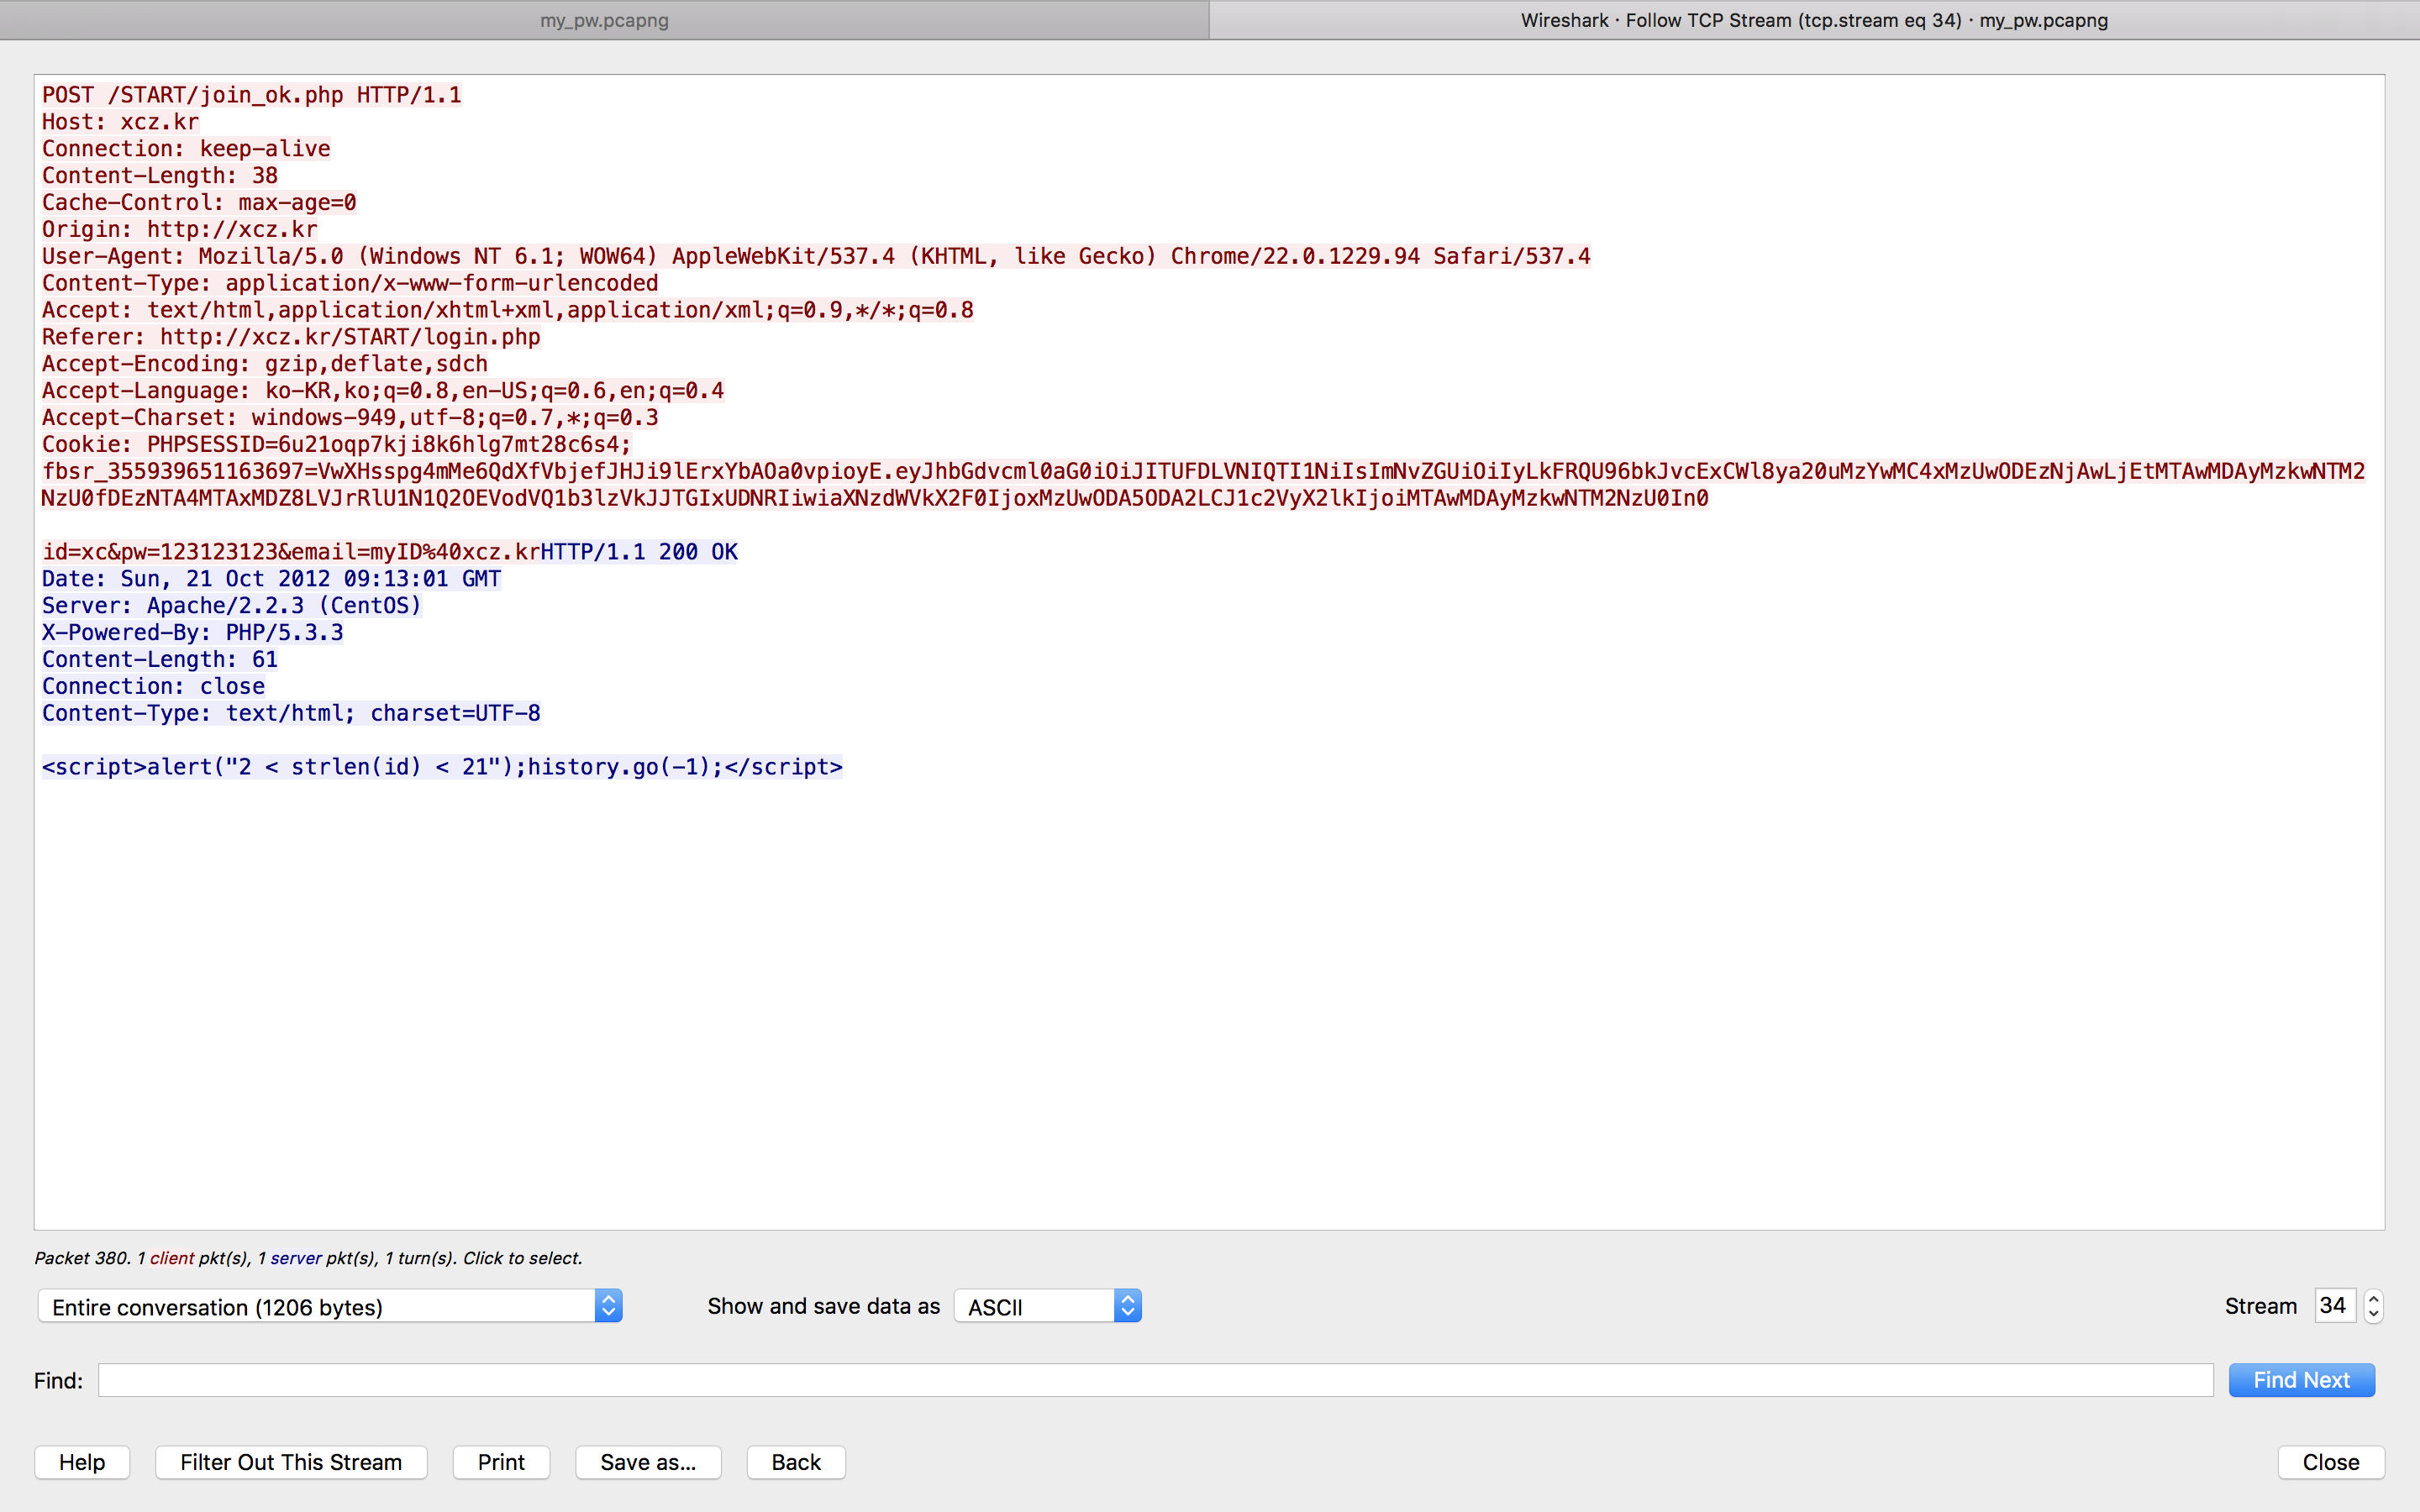 my_pw.pcapng
Wireshark · Follow TCP Stream (tcp.stream eq 34) · my_pw.pcapng
POST /START/join_ok.php HTTP/1.1
Host: xcz.kr
Connection: keep-alive
Content-Length: 38
Cache-Control: max-age=0
Origin: http://xcz.kr
User-Agent: Mozilla/5.0 (Windows NT 6.1; WOW64) AppleWebKit/537.4 (KHTML, like Gecko) Chrome/22.0.1229.94 Safari/537.4
Content-Type: application/x-www-form-urlencoded
Accept: text/html,application/xhtml+xml,application/xml;q=0.9,*/*;q=0.8
Referer: http://xcz.kr/START/login.php
Accept-Encoding: gzip,deflate,sdch
Accept-Language: ko-KR,ko;q=0.8,en-US;q=0.6,en;q=0.4
Accept-Charset: windows-949,utf-8;q=0.7,*;q=0.3
Cookie: PHPSESSID=6u21oqp7kji8k6hlg7mt28c6s4;
fbsr_355939651163697=VwXHsspg4mMe6QdXfVbjefJHJi9lErxYbAOa0vpioyE.eyJhbGdvcml0aG0iOiJITUFDLVNIQTI1NiIsImNvZGUiOiIyLkFRQU96bkJvcExCWl8ya20uMzYwMC4xMzUwODEzNjAwLjEtMTAwMDAyMzkwNTM2
NzU0fDEzNTA4MTAxMDZ8LVJrRlU1N1Q2OEVodVQ1b3lzVkJJTGIxUDNRIiwiaXNzdWVkX2F0IjoxMzUwODA5ODA2LCJ1c2VyX2lkIjoiMTAwMDAyMzkwNTM2NzU0In0
id=xc&pw=123123123&email=myID%40xcz.krHTTP/1.1 200 OK
Date: Sun, 21 Oct 2012 09:13:01 GMT
Server: Apache/2.2.3 (CentOS)
X-Powered-By: PHP/5.3.3
Content-Length: 61
Connection: close
Content-Type: text/html; charset=UTF-8
<script>alert("2 < strlen(id) < 21");history.go(-1);</script>
Packet 380. 1 client pkt(s), 1 server pkt(s), 1 turn(s). Click to select.
Entire conversation (1206 bytes) Show and save data as ASCII Stream 34
Find: Find Next
Help Filter Out This Stream Print Save as... Back Close